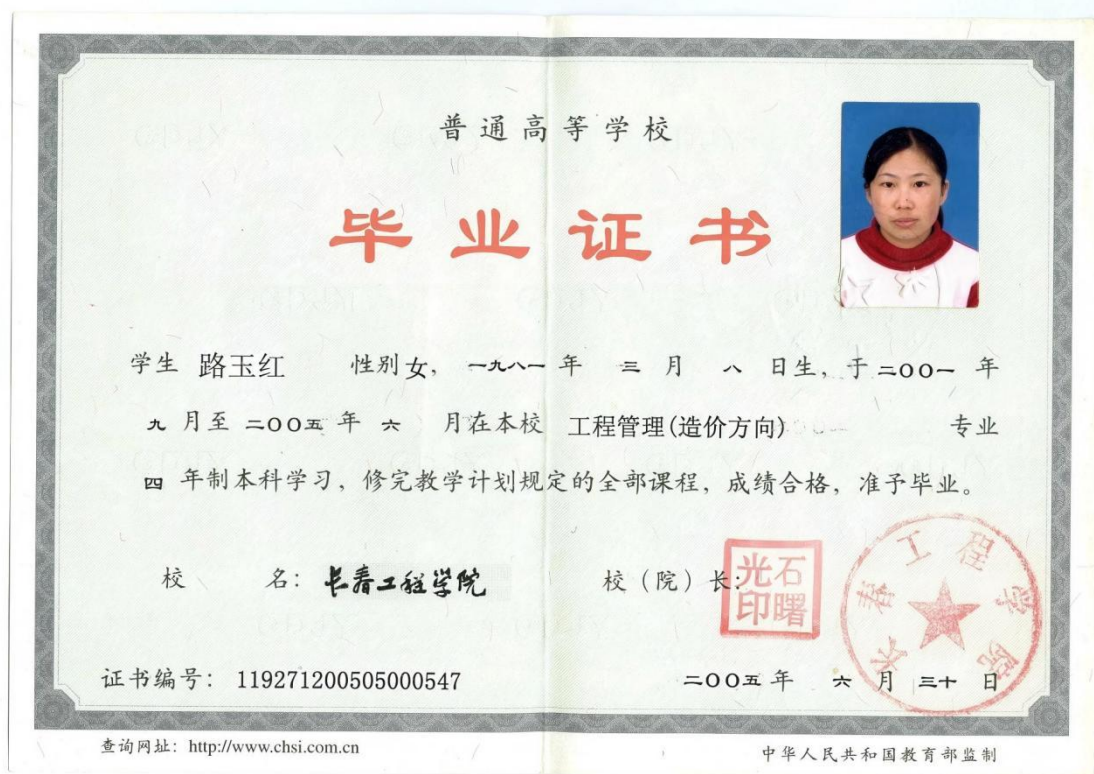 普通高等学校
毕业证书
学生 路玉红 性别 女, 一九八一 年 三 月 八 日生, 于 二〇〇一 年
九 月至 二〇〇五 年 六 月在本校 工程管理(造价方向) 专业
四 年制本科学习, 修完教学计划规定的全部课程, 成绩合格, 准予毕业。
校 名: 长春工程学院
校（院）长:
石曙光印
长春工程学院
证书编号: 119271200505000547
二〇〇五 年 六 月 三十 日
查询网址: http://www.chsi.com.cn
中华人民共和国教育部监制